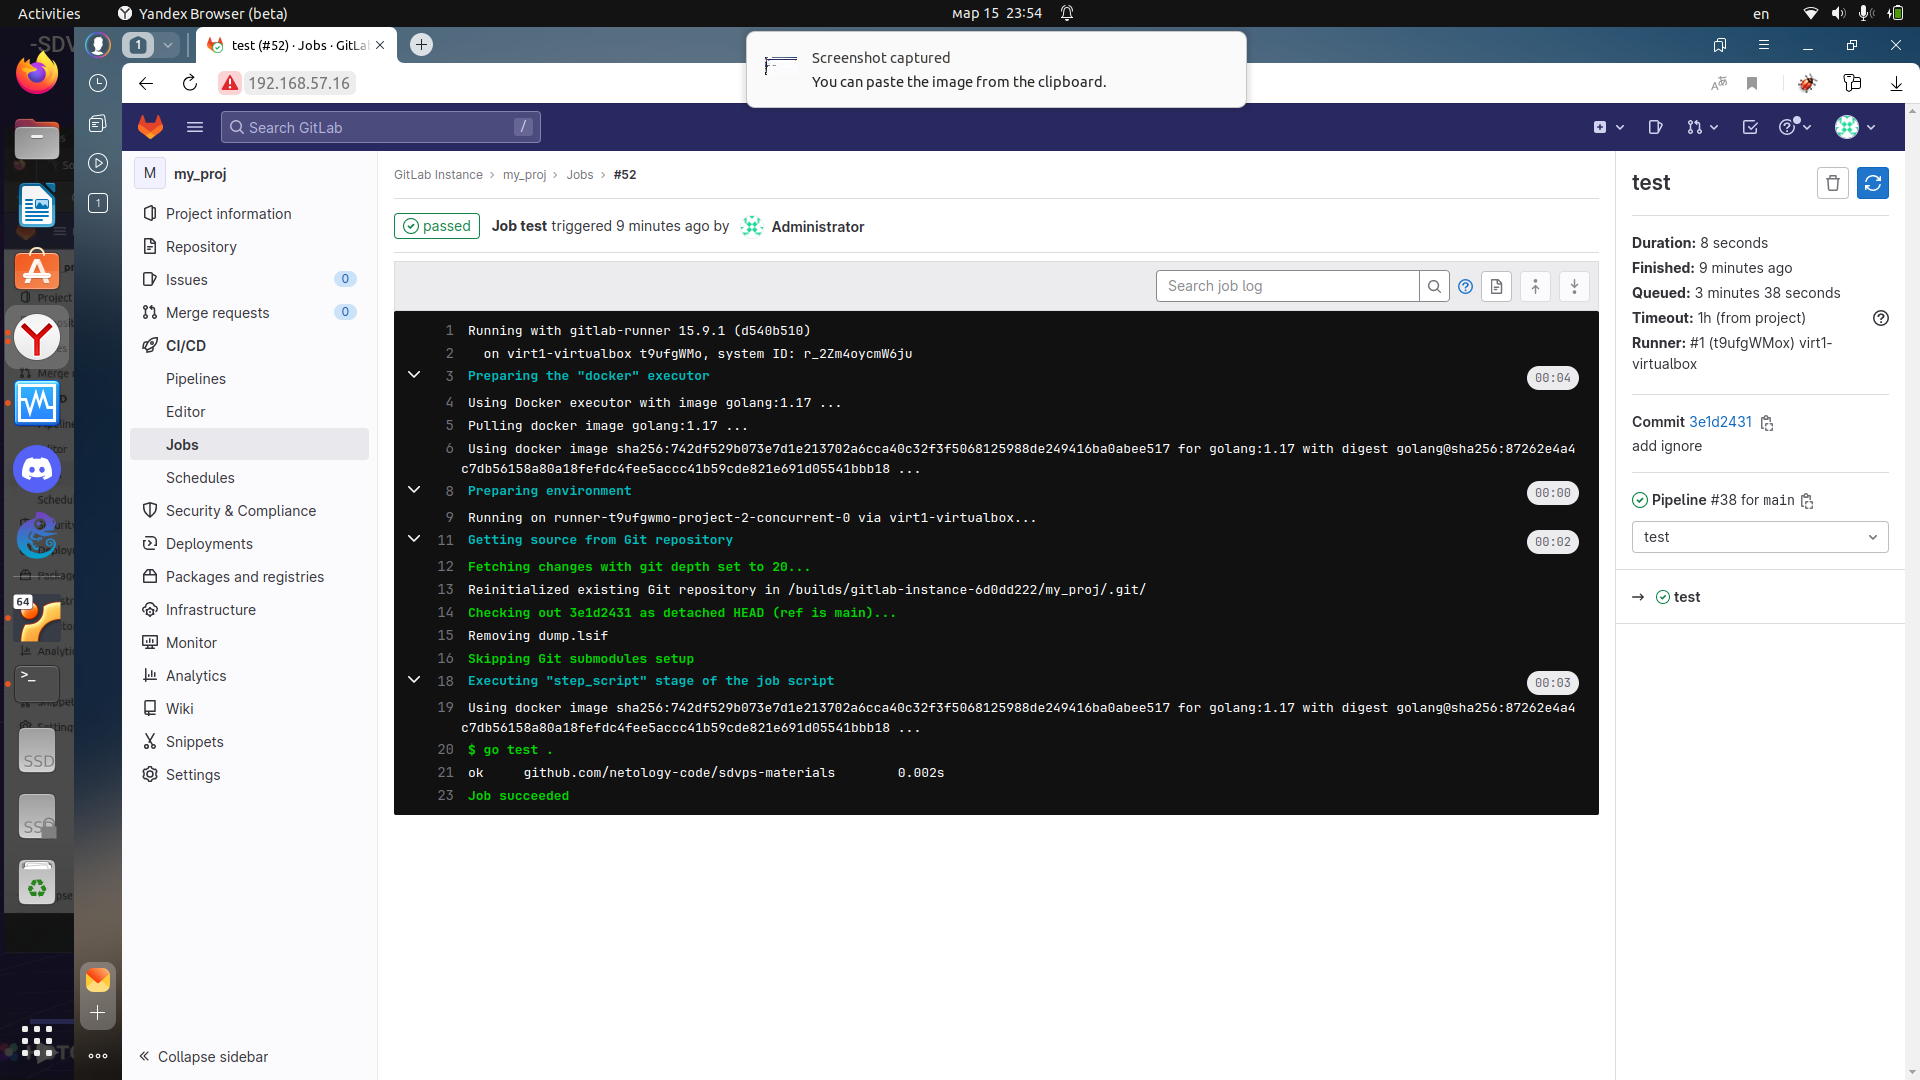 Activities
Yandex Browser (beta)
мар 15 23:54
en
1
test (#52) · Jobs · GitLa
192.168.57.16
Screenshot captured
You can paste the image from the clipboard.
Search GitLab
/
1
M
my_proj
Project information
Repository
Issues
0
Merge requests
0
CI/CD
Pipelines
Editor
Jobs
Schedules
Security & Compliance
Deployments
Packages and registries
Infrastructure
Monitor
Analytics
Wiki
Snippets
Settings
Collapse sidebar
64
SSD
GitLab Instance
my_proj
Jobs
#52
passed
Job test triggered 9 minutes ago by
Administrator
Search job log
1 Running with gitlab-runner 15.9.1 (d540b510)
2 on virt1-virtualbox t9ufgWMo, system ID: r_2Zm4oycmW6ju
3 Preparing the "docker" executor
00:04
4 Using Docker executor with image golang:1.17 ...
5 Pulling docker image golang:1.17 ...
6 Using docker image sha256:742df529b073e7d1e213702a6cca40c32f3f5068125988de249416ba0abee517 for golang:1.17 with digest golang@sha256:87262e4a4
c7db56158a80a18fefdc4fee5accc41b59cde821e691d05541bbb18 ...
8 Preparing environment
00:00
9 Running on runner-t9ufgwmo-project-2-concurrent-0 via virt1-virtualbox...
11 Getting source from Git repository
00:02
12 Fetching changes with git depth set to 20...
13 Reinitialized existing Git repository in /builds/gitlab-instance-6d0dd222/my_proj/.git/
14 Checking out 3e1d2431 as detached HEAD (ref is main)...
15 Removing dump.lsif
16 Skipping Git submodules setup
18 Executing "step_script" stage of the job script
00:03
19 Using docker image sha256:742df529b073e7d1e213702a6cca40c32f3f5068125988de249416ba0abee517 for golang:1.17 with digest golang@sha256:87262e4a4
c7db56158a80a18fefdc4fee5accc41b59cde821e691d05541bbb18 ...
20 $ go test .
21 ok github.com/netology-code/sdvps-materials 0.002s
23 Job succeeded
test
Duration: 8 seconds
Finished: 9 minutes ago
Queued: 3 minutes 38 seconds
Timeout: 1h (from project)
Runner: #1 (t9ufgWMox) virt1-
virtualbox
Commit 3e1d2431
add ignore
Pipeline #38 for main
test
test